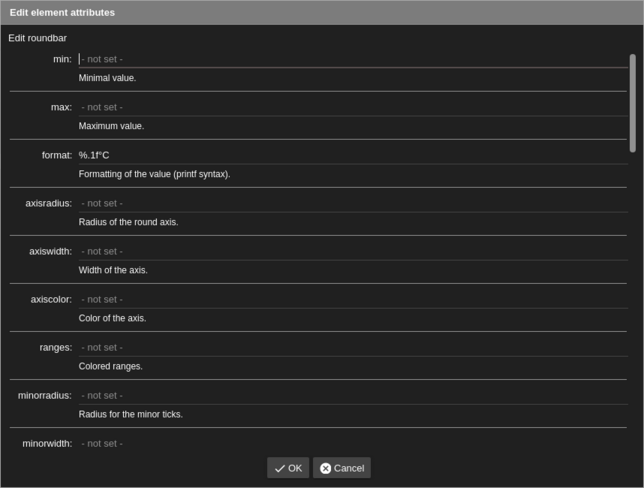 Edit element attributes
Edit roundbar
min: - not set -
Minimal value.
max: - not set -
Maximum value.
format: %.1f°C
Formatting of the value (printf syntax).
axisradius: - not set -
Radius of the round axis.
axiswidth: - not set -
Width of the axis.
axiscolor: - not set -
Color of the axis.
ranges: - not set -
Colored ranges.
minorradius: - not set -
Radius for the minor ticks.
minorwidth: - not set -
OK Cancel